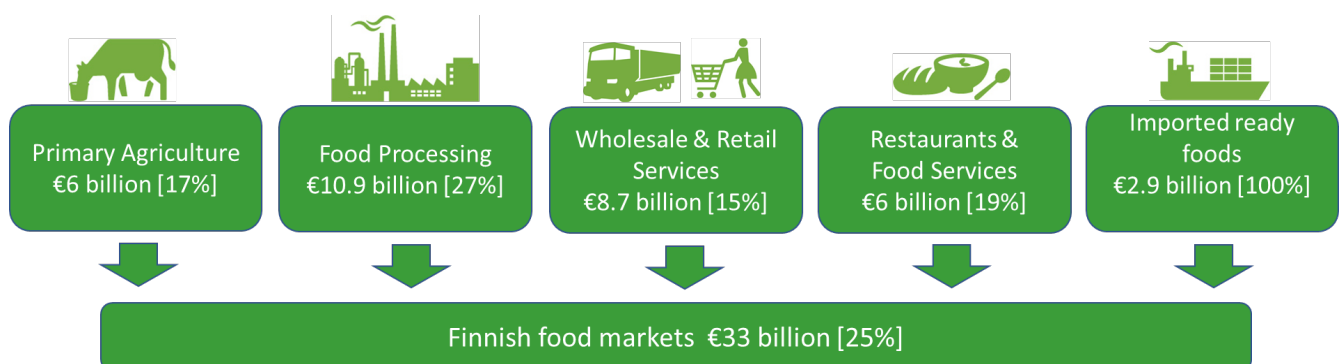 Primary Agriculture
€6 billion [17%]
Food Processing
€10.9 billion [27%]
Wholesale & Retail
Services
€8.7 billion [15%]
Restaurants &
Food Services
€6 billion [19%]
Imported ready
foods
€2.9 billion [100%]
Finnish food markets €33 billion [25%]